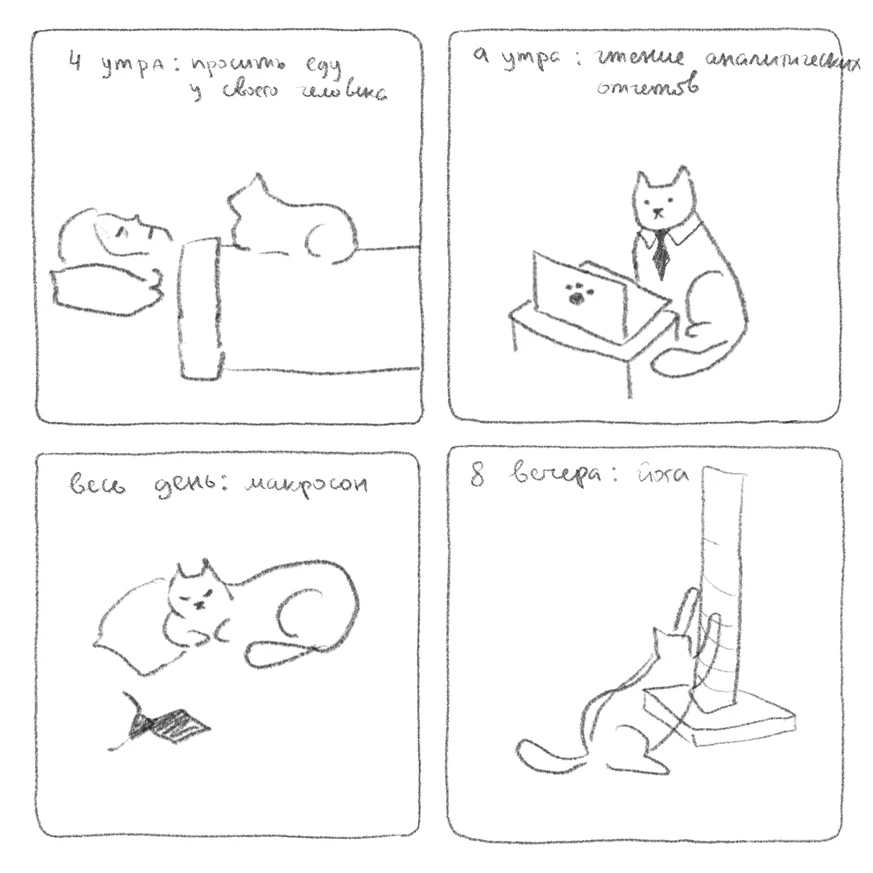 4 утра: просить еду
у своего человека
9 утра: чтение аналитических
отчетов
весь день: макросон
8 вечера: йога